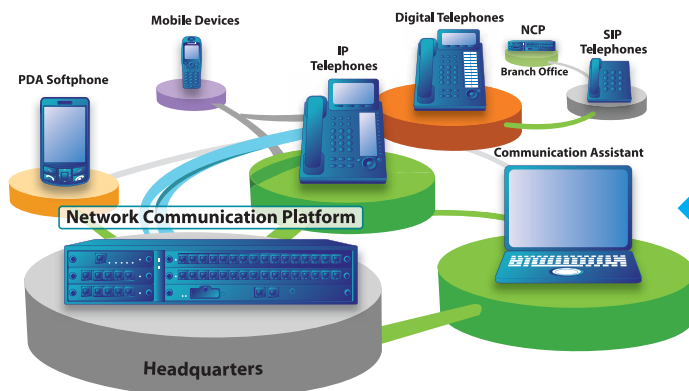 Mobile Devices
Digital Telephones
NCP
SIP
Telephones
IP
Telephones
Branch Office
PDA Softphone
Communication Assistant
Network Communication Platform
Headquarters